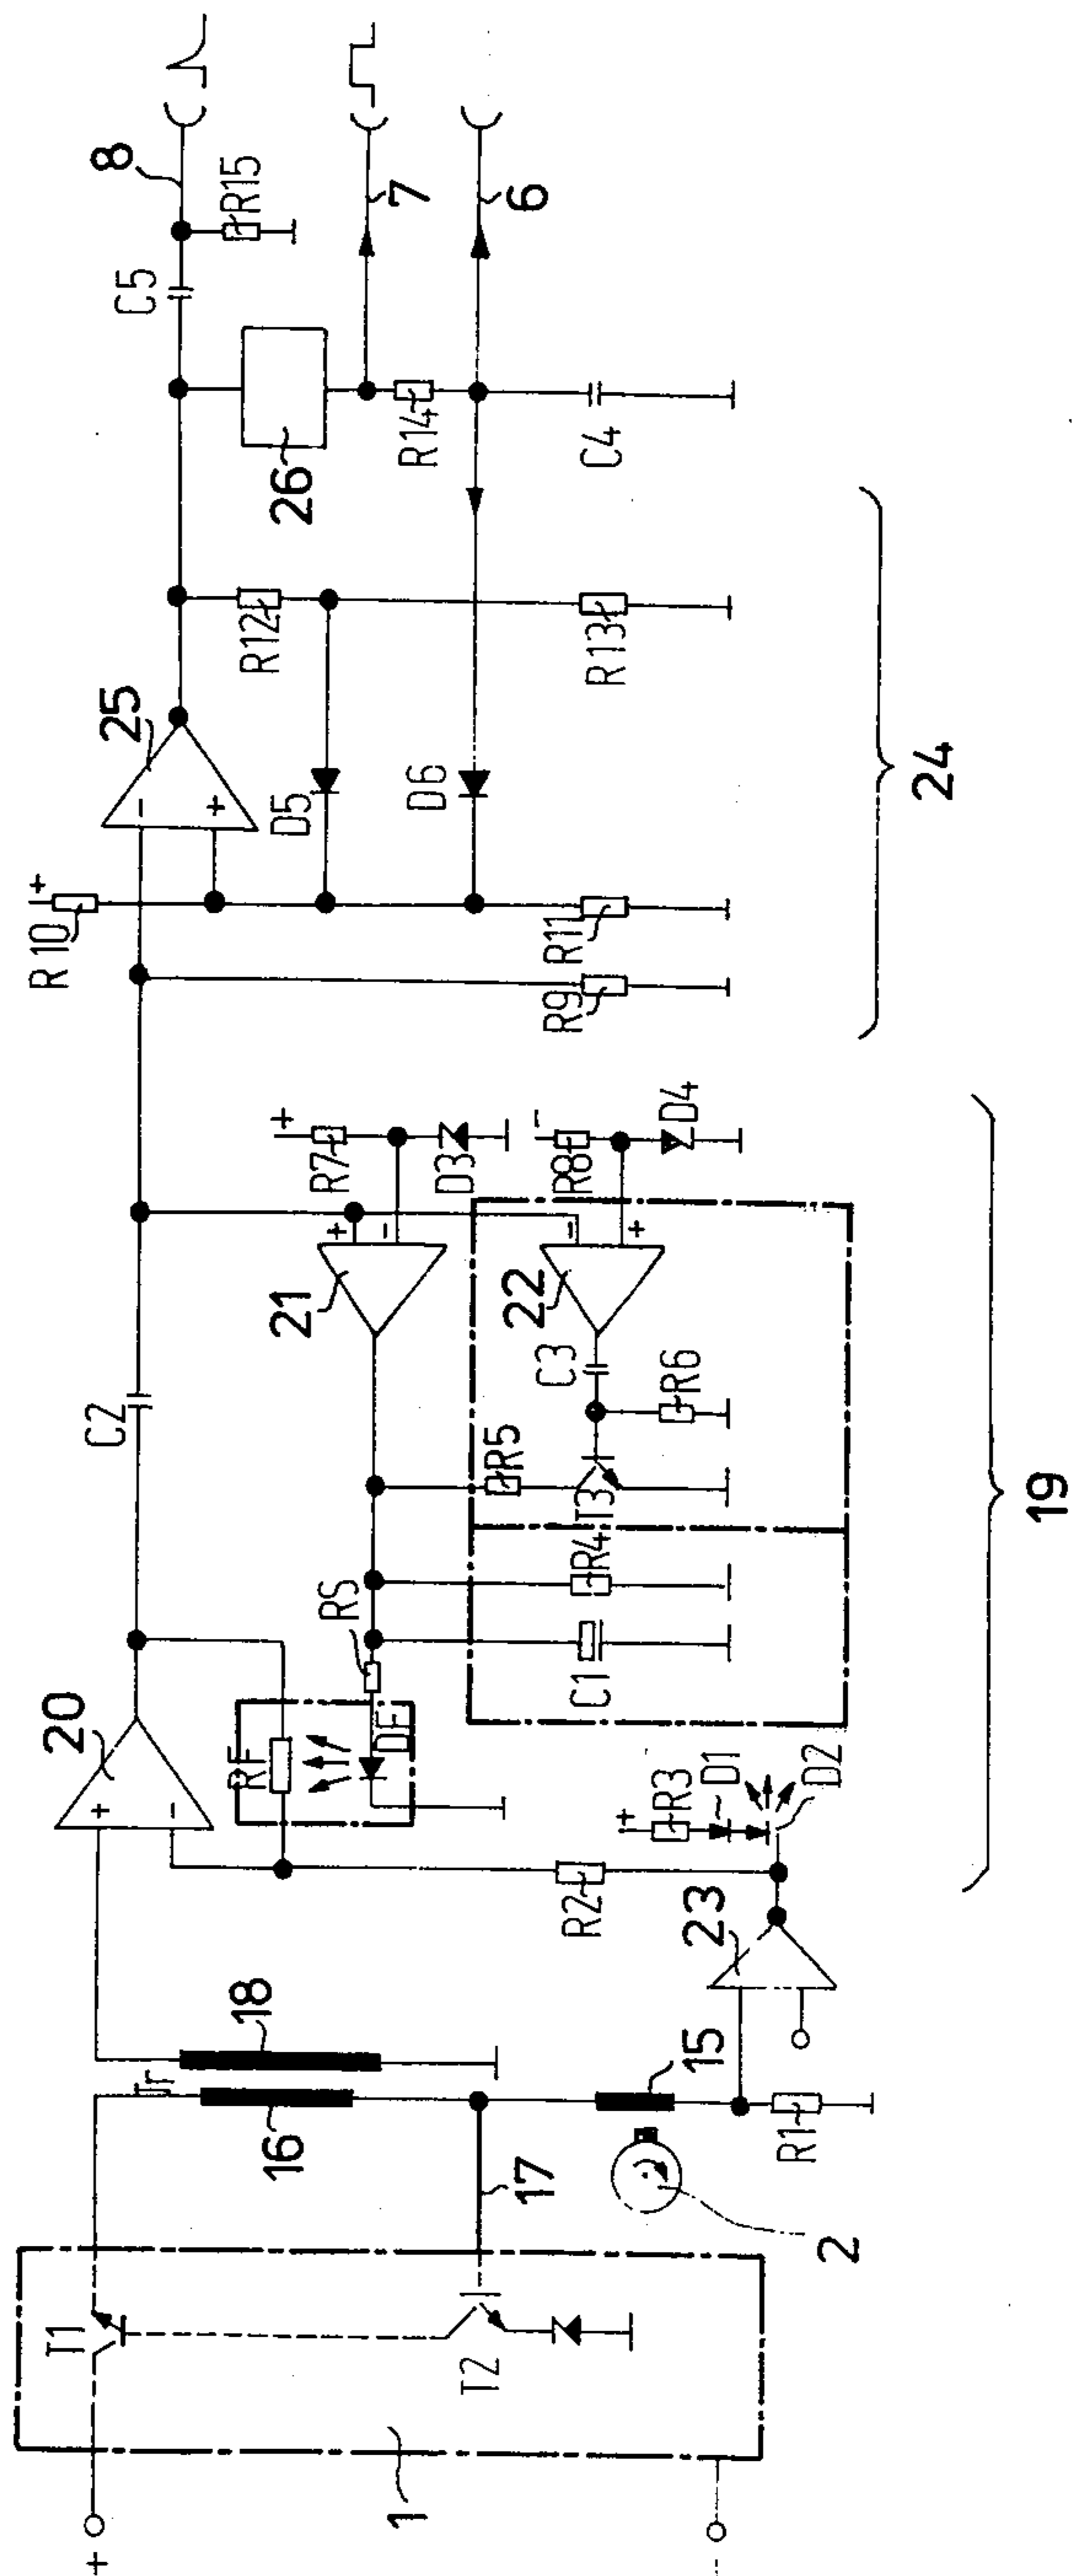 8
R15
C5
7
6
26
R14
C4
25
R12
R13
D5
D6
24
-
+
+
R10
R11
R9
C2
+
R7
D3
-
R8
D4
+
-
21
-
+
22
C3
R6
R5
T3
R4
C1
RS
DF
RF
19
20
+
-
R2
+
R3
D1
D2
23
18
Tr
16
15
17
R1
2
T1
T2
1
+
-